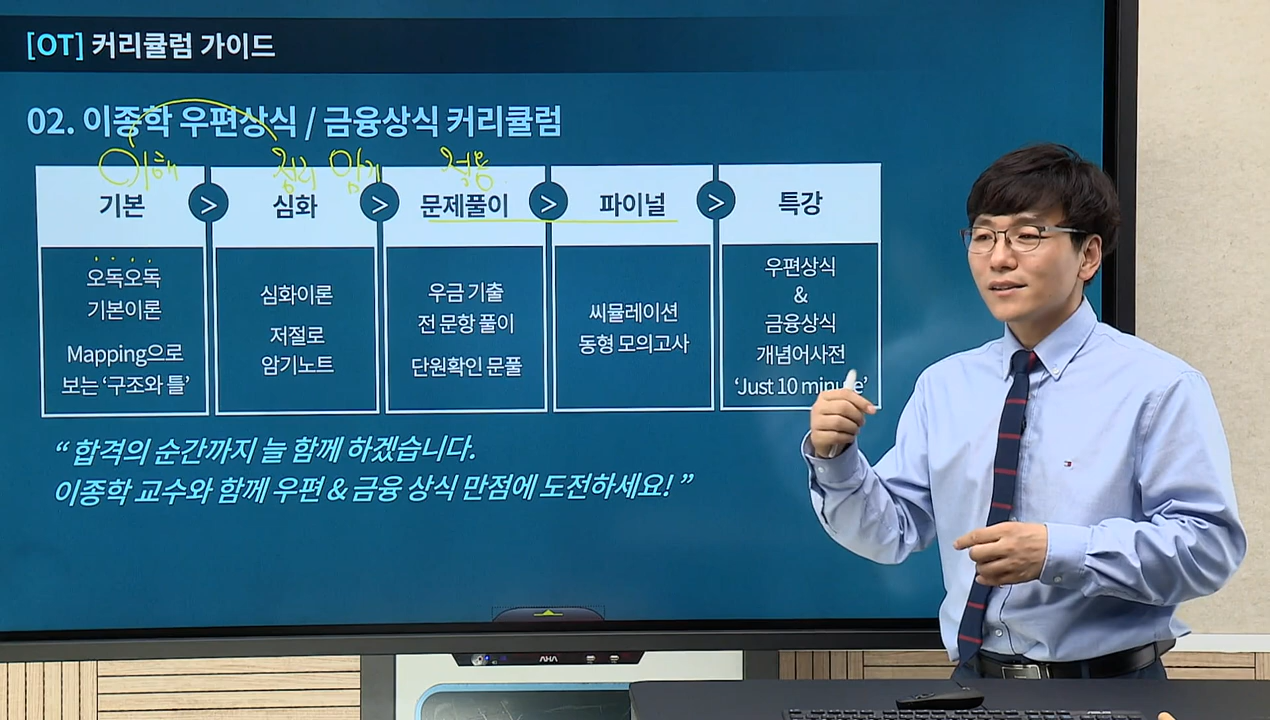 [OT] 커리큘럼 가이드
02. 이종학 우편상식 / 금융상식 커리큘럼
이해 정리 암기 적용
기본 > 심화 > 문제풀이 > 파이널 > 특강
오독오독
기본이론
Mapping으로
보는 ‘구조와 틀’
심화이론
저절로
암기노트
우금 기출
전 문항 풀이
단원확인 문풀
씨뮬레이션
동형 모의고사
우편상식
&
금융상식
개념어사전
‘Just 10 minute’
“ 합격의 순간까지 늘 함께 하겠습니다.
이종학 교수와 함께 우편 & 금융 상식 만점에 도전하세요! ”
AHA